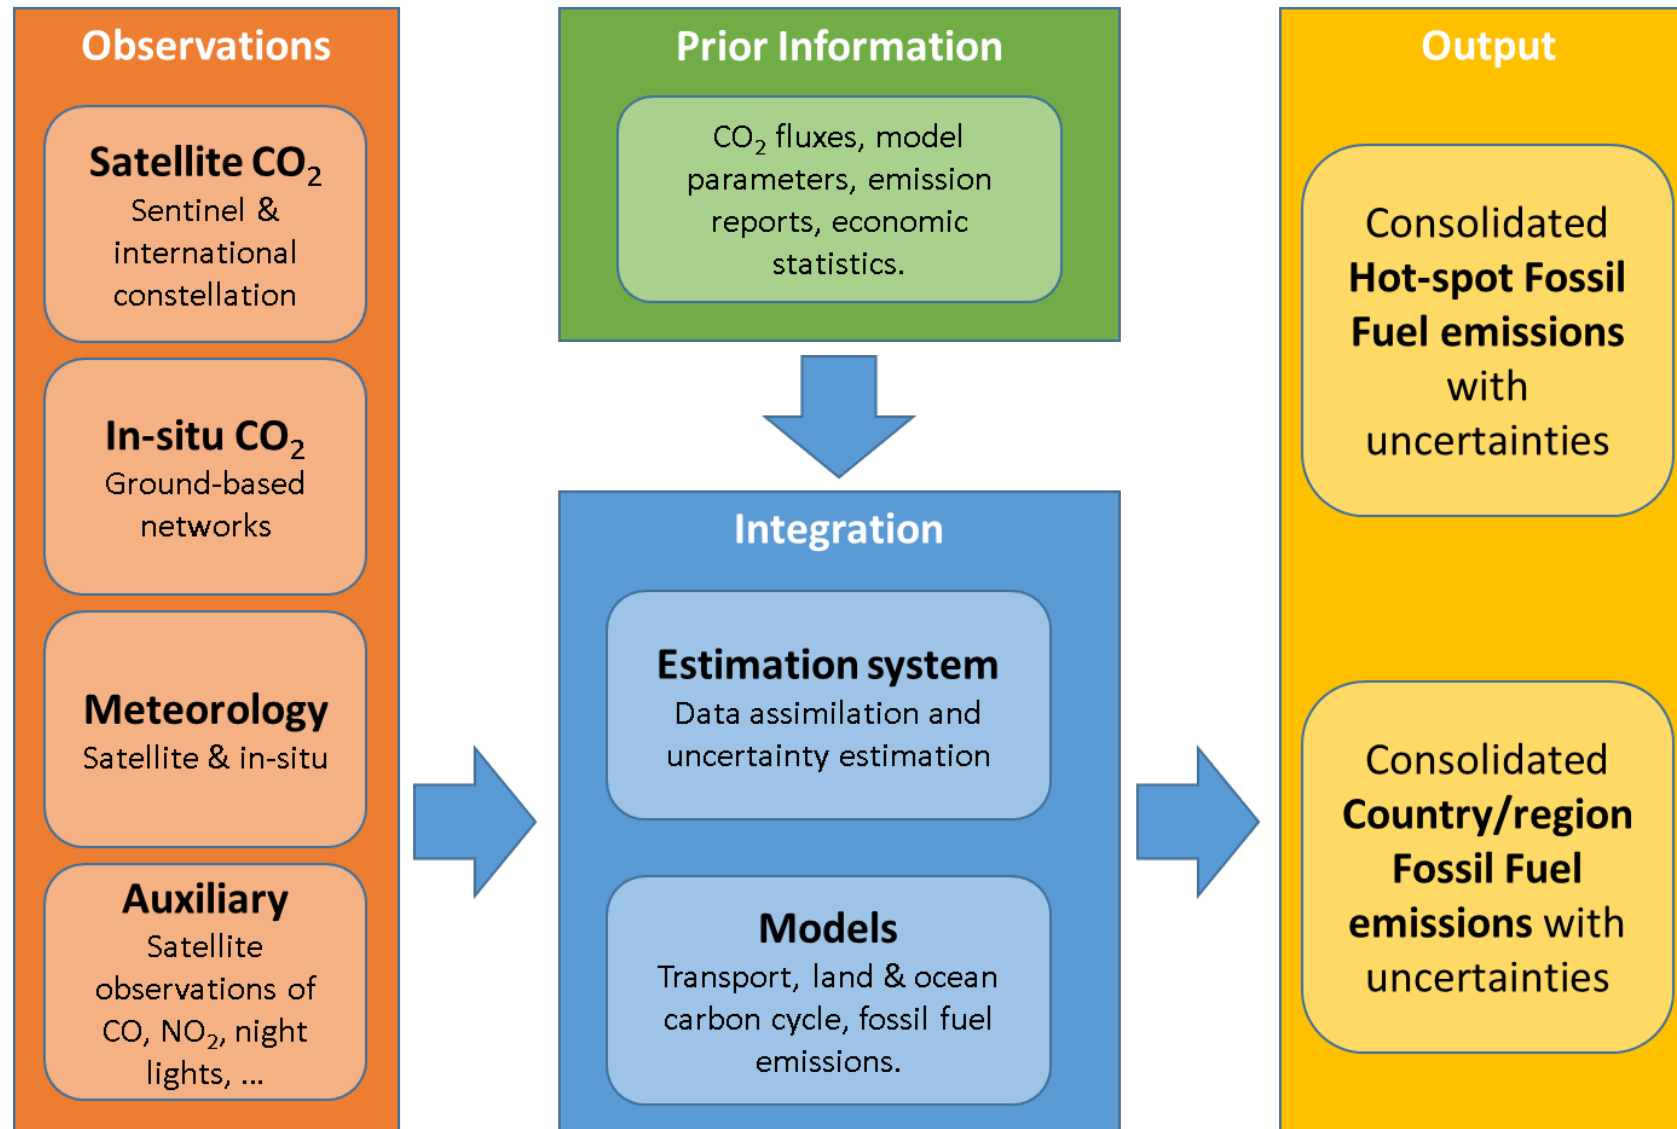 Observations
Satellite CO₂
Sentinel &
international
constellation
In-situ CO₂
Ground-based
networks
Meteorology
Satellite & in-situ
Auxiliary
Satellite
observations of
CO, NO₂, night
lights, ...
Prior Information
CO₂ fluxes, model
parameters, emission
reports, economic
statistics.
Integration
Estimation system
Data assimilation and
uncertainty estimation
Models
Transport, land & ocean
carbon cycle, fossil fuel
emissions.
Output
Consolidated
Hot-spot Fossil
Fuel emissions
with
uncertainties
Consolidated
Country/region
Fossil Fuel
emissions with
uncertainties